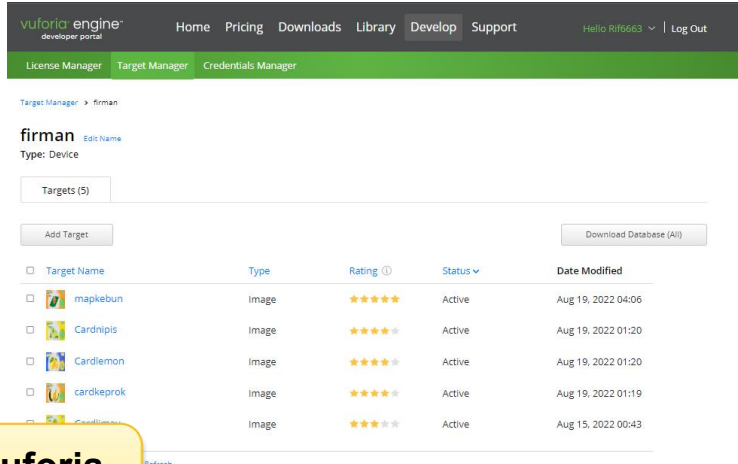 vuforia engine™ Home Pricing Downloads Library Develop Support Hello Rif6663 | Log Out
developer portal
License Manager Target Manager Credentials Manager
Target Manager > firman
firman Edit Name
Type: Device
Targets (5)
Add Target Download Database (All)
Target Name Type Rating Status Date Modified
mapkebun Image Active Aug 19, 2022 04:06
Cardnipis Image Active Aug 19, 2022 01:20
Cardlemon Image Active Aug 19, 2022 01:20
cardkeprok Image Active Aug 19, 2022 01:19
Image Active Aug 15, 2022 00:43
Refresh